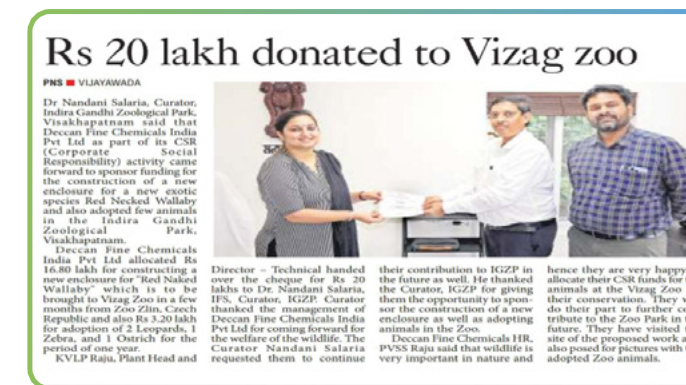 Rs 20 lakh donated to Vizag zoo
PNS ■ VIJAYAWADA
Dr Nandani Salaria, Curator,
Indira Gandhi Zoological Park,
Visakhapatnam said that
Deccan Fine Chemicals India
Pvt Ltd as part of its CSR
(Corporate Social
Responsibility) activity came
forward to sponsor funding for
the construction of a new
enclosure for a new exotic
species Red Necked Wallaby
and also adopted few animals
in the Indira Gandhi
Zoological Park,
Visakhapatnam.
Deccan Fine Chemicals
India Pvt Ltd allocated Rs
16.80 lakh for constructing a
new enclosure for "Red Naked
Wallaby" which is to be
brought to Vizag Zoo in a few
months from Zoo Zlin, Czech
Republic and also Rs 3.20 lakh
for adoption of 2 Leopards, 1
Zebra, and 1 Ostrich for the
period of one year.
KVLP Raju, Plant Head and
Director – Technical handed
over the cheque for Rs 20
lakhs to Dr. Nandani Salaria,
IFS, Curator, IGZP. Curator
thanked the management of
Deccan Fine Chemicals India
Pvt Ltd for coming forward for
the welfare of the wildlife. The
Curator Nandani Salaria
requested them to continue
their contribution to IGZP in
the future as well. He thanked
the Curator, IGZP for giving
them the opportunity to spon-
sor the construction of a new
enclosure as well as adopting
animals in the Zoo.
Deccan Fine Chemicals HR,
PVSS Raju said that wildlife is
very important in nature and
hence they are very happy
allocate their CSR funds for
animals at the Vizag Zoo
their conservation. They
do their part to further
tribute to the Zoo Park in
future. They have visited
site of the proposed work
also posed for pictures with
adopted Zoo animals.